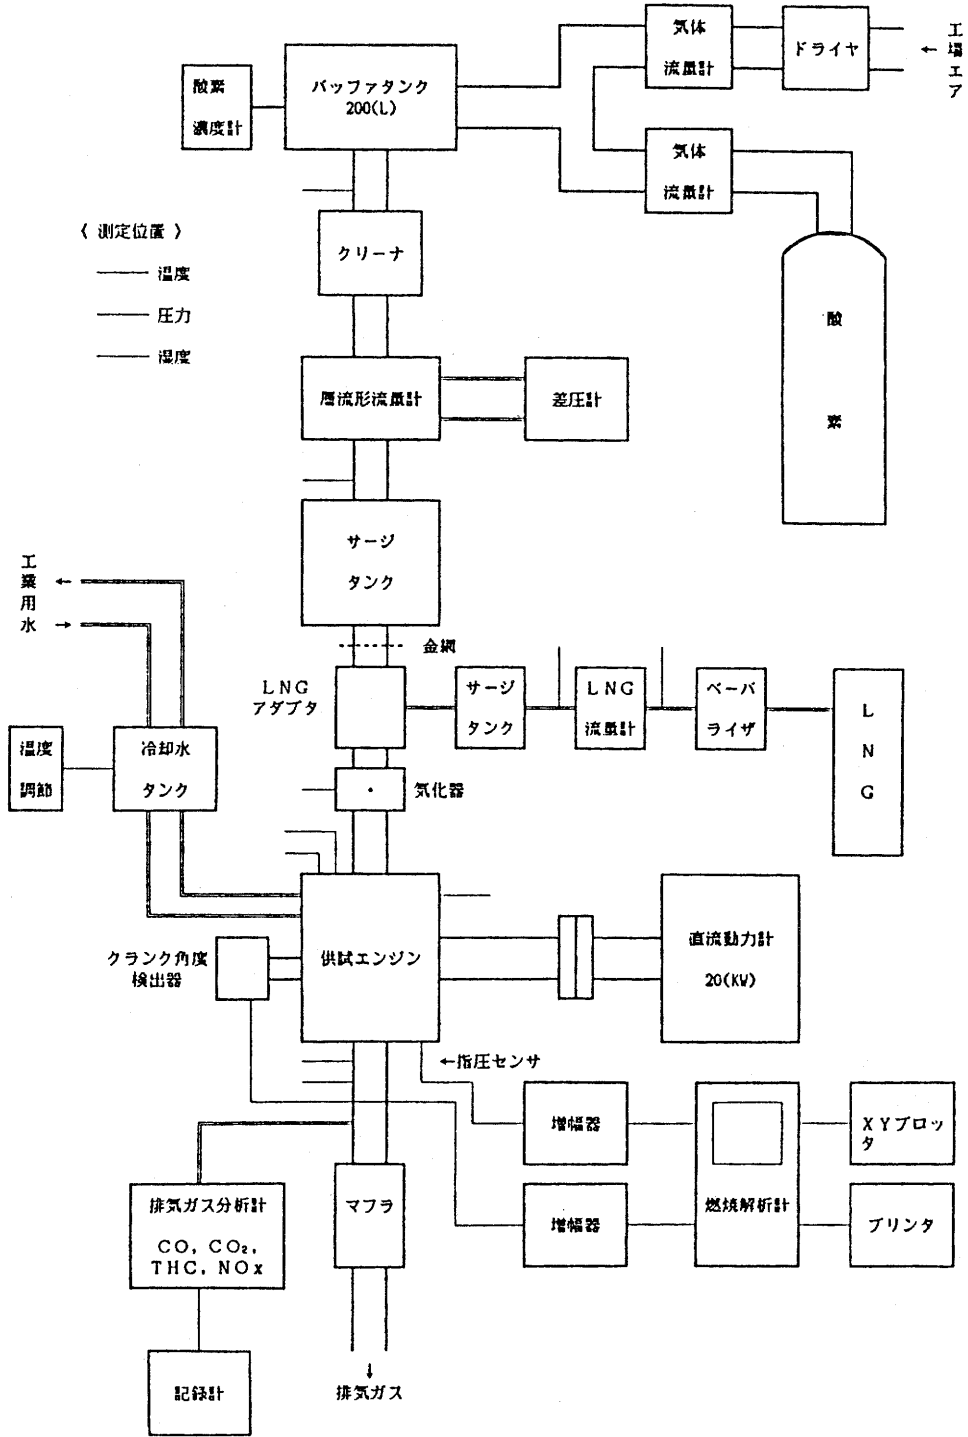 気体
流量計
ドライヤ
←
工場エア
酸素
濃度計
バッファタンク
200(L)
気体
流量計
〈 測定位置 〉
温度
圧力
湿度
クリーナ
酸素
層流形流量計
差圧計
サージ
タンク
工業用水
←
→
金網
LNG
アダプタ
サージ
タンク
LNG
流量計
ベーパ
ライザ
LNG
温度
調節
冷却水
タンク
気化器
クランク角度
検出器
供試エンジン
直流動力計
20(KW)
←指圧センサ
増幅器
XYプロッ
タ
排気ガス分析計
CO, CO₂,
THC, NOx
マフラ
増幅器
燃焼解析計
プリンタ
記録計
↓
排気ガス